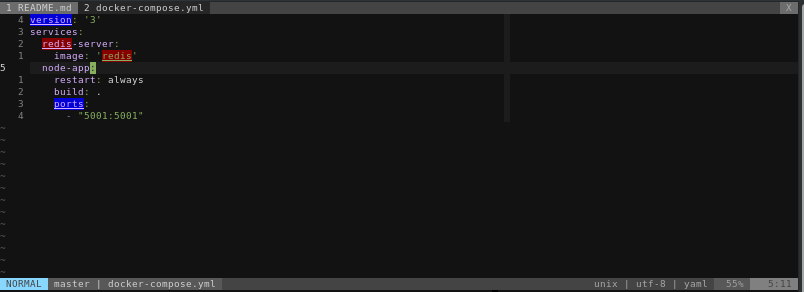 1 README.md 2 docker-compose.yml X
4 version: '3'
3 services:
2   redis-server:
1     image: 'redis'
5   node-app:
1     restart: always
2     build: .
3     ports:
4       - "5001:5001"
~
~
~
~
~
~
~
~
~
~
~
~
~
NORMAL master | docker-compose.yml unix | utf-8 | yaml 55% 5:11